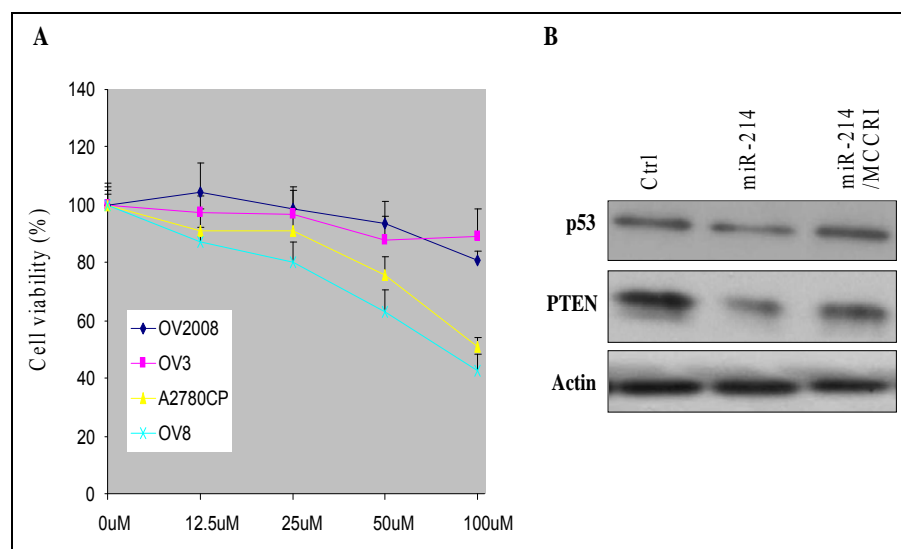 A
B
140
120
100
80
60
40
20
0
Cell viability (%)
OV2008
OV3
A2780CP
OV8
0uM
12.5uM
25uM
50uM
100uM
Ctrl
miR-214
miR-214
/MCCRI
p53
PTEN
Actin